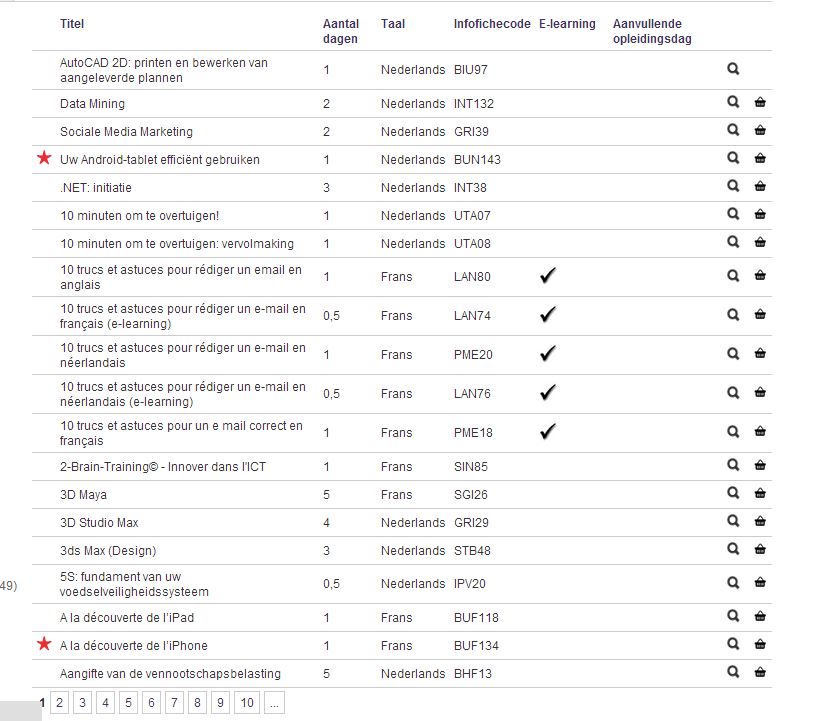 Titel Aantal Taal Infofichecode E-learning Aanvullende
dagen opleidingsdag
AutoCAD 2D: printen en bewerken van
aangeleverde plannen 1 Nederlands BIU97
Data Mining 2 Nederlands INT132
Sociale Media Marketing 2 Nederlands GRI39
Uw Android-tablet efficiënt gebruiken 1 Nederlands BUN143
.NET: initiatie 3 Nederlands INT38
10 minuten om te overtuigen! 1 Nederlands UTA07
10 minuten om te overtuigen: vervolmaking 1 Nederlands UTA08
10 trucs et astuces pour rédiger un email en
anglais 1 Frans LAN80
10 trucs et astuces pour rédiger un e-mail en
français (e-learning) 0,5 Frans LAN74
10 trucs et astuces pour rédiger un e-mail en
néerlandais 1 Frans PME20
10 trucs et astuces pour rédiger un e-mail en
néerlandais (e-learning) 0,5 Frans LAN76
10 trucs et astuces pour un e mail correct en
français 1 Frans PME18
2-Brain-Training© - Innover dans l'ICT 1 Frans SIN85
3D Maya 5 Frans SGI26
3D Studio Max 4 Nederlands GRI29
3ds Max (Design) 3 Nederlands STB48
5S: fundament van uw
voedselveiligheidssysteem 0,5 Nederlands IPV20
49)
A la découverte de l'iPad 1 Frans BUF118
A la découverte de l'iPhone 1 Frans BUF134
Aangifte van de vennootschapsbelasting 5 Nederlands BHF13
1 2 3 4 5 6 7 8 9 10 ...